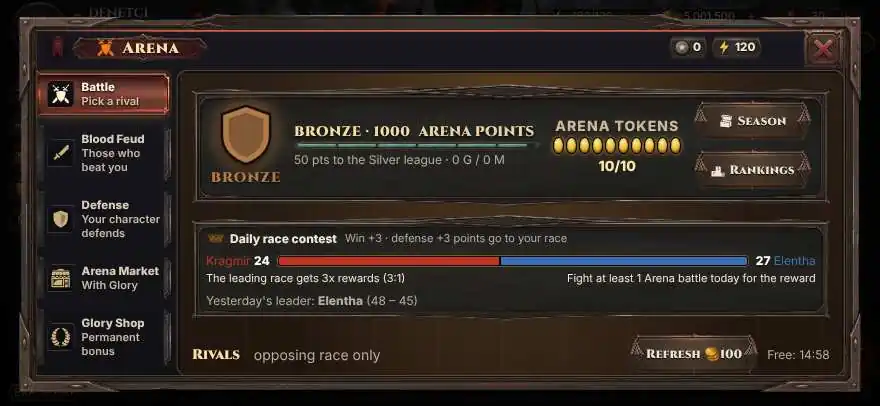 DENETCI
5,001,500
ARENA
0
120
Battle
Pick a rival
Blood Feud
Those who
beat you
Defense
Your character
defends
Arena Market
With Glory
Glory Shop
Permanent
bonus
BRONZE
BRONZE · 1000 ARENA POINTS
50 pts to the Silver league · 0 G / 0 M
ARENA TOKENS
10/10
SEASON
RANKINGS
Daily race contest Win +3 · defense +3 points go to your race
Kragmir 24
27 Elentha
The leading race gets 3x rewards (3:1)
Fight at least 1 Arena battle today for the reward
Yesterday's leader: Elentha (48 – 45)
RIVALS opposing race only
REFRESH 100
Free: 14:58